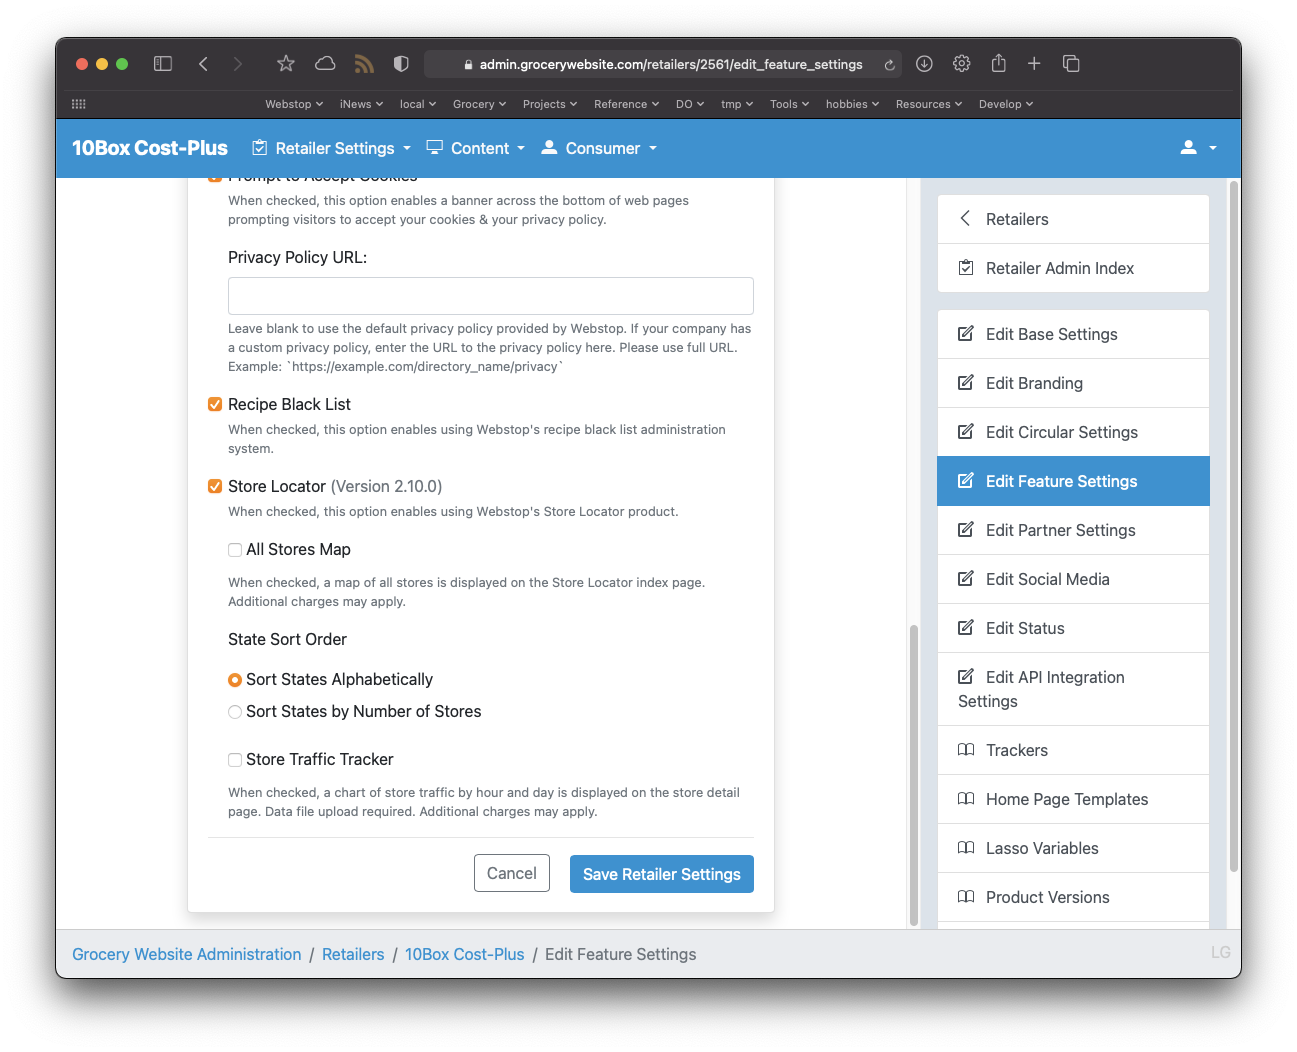 admin.grocerywebsite.com/retailers/2561/edit_feature_settings
Webstop iNews local Grocery Projects Reference DO tmp Tools hobbies Resources Develop
10Box Cost-Plus Retailer Settings Content Consumer
Prompt to Accept Cookies
When checked, this option enables a banner across the bottom of web pages
prompting visitors to accept your cookies & your privacy policy.
Privacy Policy URL:
Leave blank to use the default privacy policy provided by Webstop. If your company has
a custom privacy policy, enter the URL to the privacy policy here. Please use full URL.
Example: `https://example.com/directory_name/privacy`
Recipe Black List
When checked, this option enables using Webstop's recipe black list administration
system.
Store Locator (Version 2.10.0)
When checked, this option enables using Webstop's Store Locator product.
All Stores Map
When checked, a map of all stores is displayed on the Store Locator index page.
Additional charges may apply.
State Sort Order
Sort States Alphabetically
Sort States by Number of Stores
Store Traffic Tracker
When checked, a chart of store traffic by hour and day is displayed on the store detail
page. Data file upload required. Additional charges may apply.
Cancel
Save Retailer Settings
Retailers
Retailer Admin Index
Edit Base Settings
Edit Branding
Edit Circular Settings
Edit Feature Settings
Edit Partner Settings
Edit Social Media
Edit Status
Edit API Integration
Settings
Trackers
Home Page Templates
Lasso Variables
Product Versions
Grocery Website Administration / Retailers / 10Box Cost-Plus / Edit Feature Settings
LG